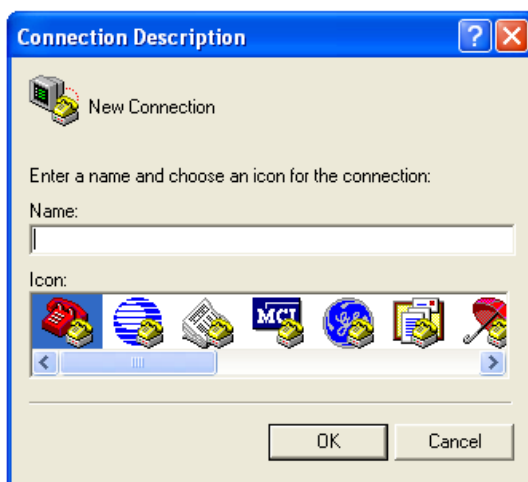 Connection Description
New Connection
Enter a name and choose an icon for the connection:
Name:
Icon:
MCI
OK
Cancel